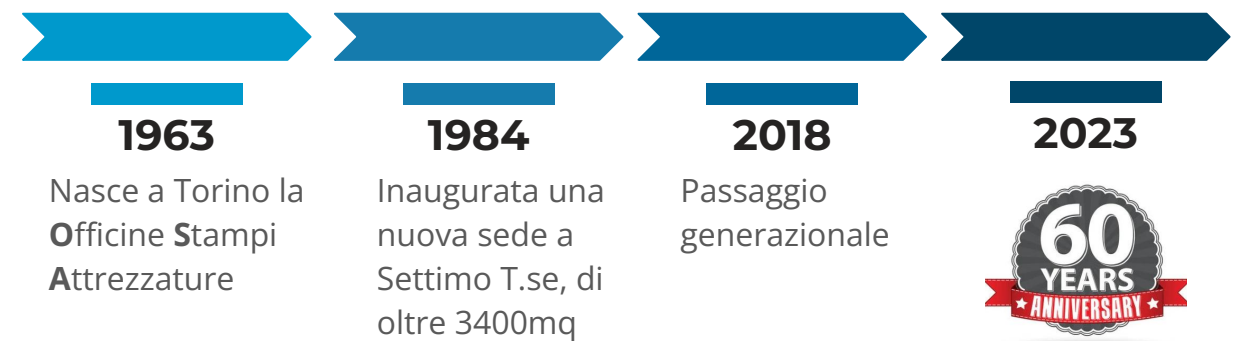 1963
Nasce a Torino la
Officine Stampi
Attrezzature
1984
Inaugurata una
nuova sede a
Settimo T.se, di
oltre 3400mq
2018
Passaggio
generazionale
2023
60
YEARS
ANNIVERSARY